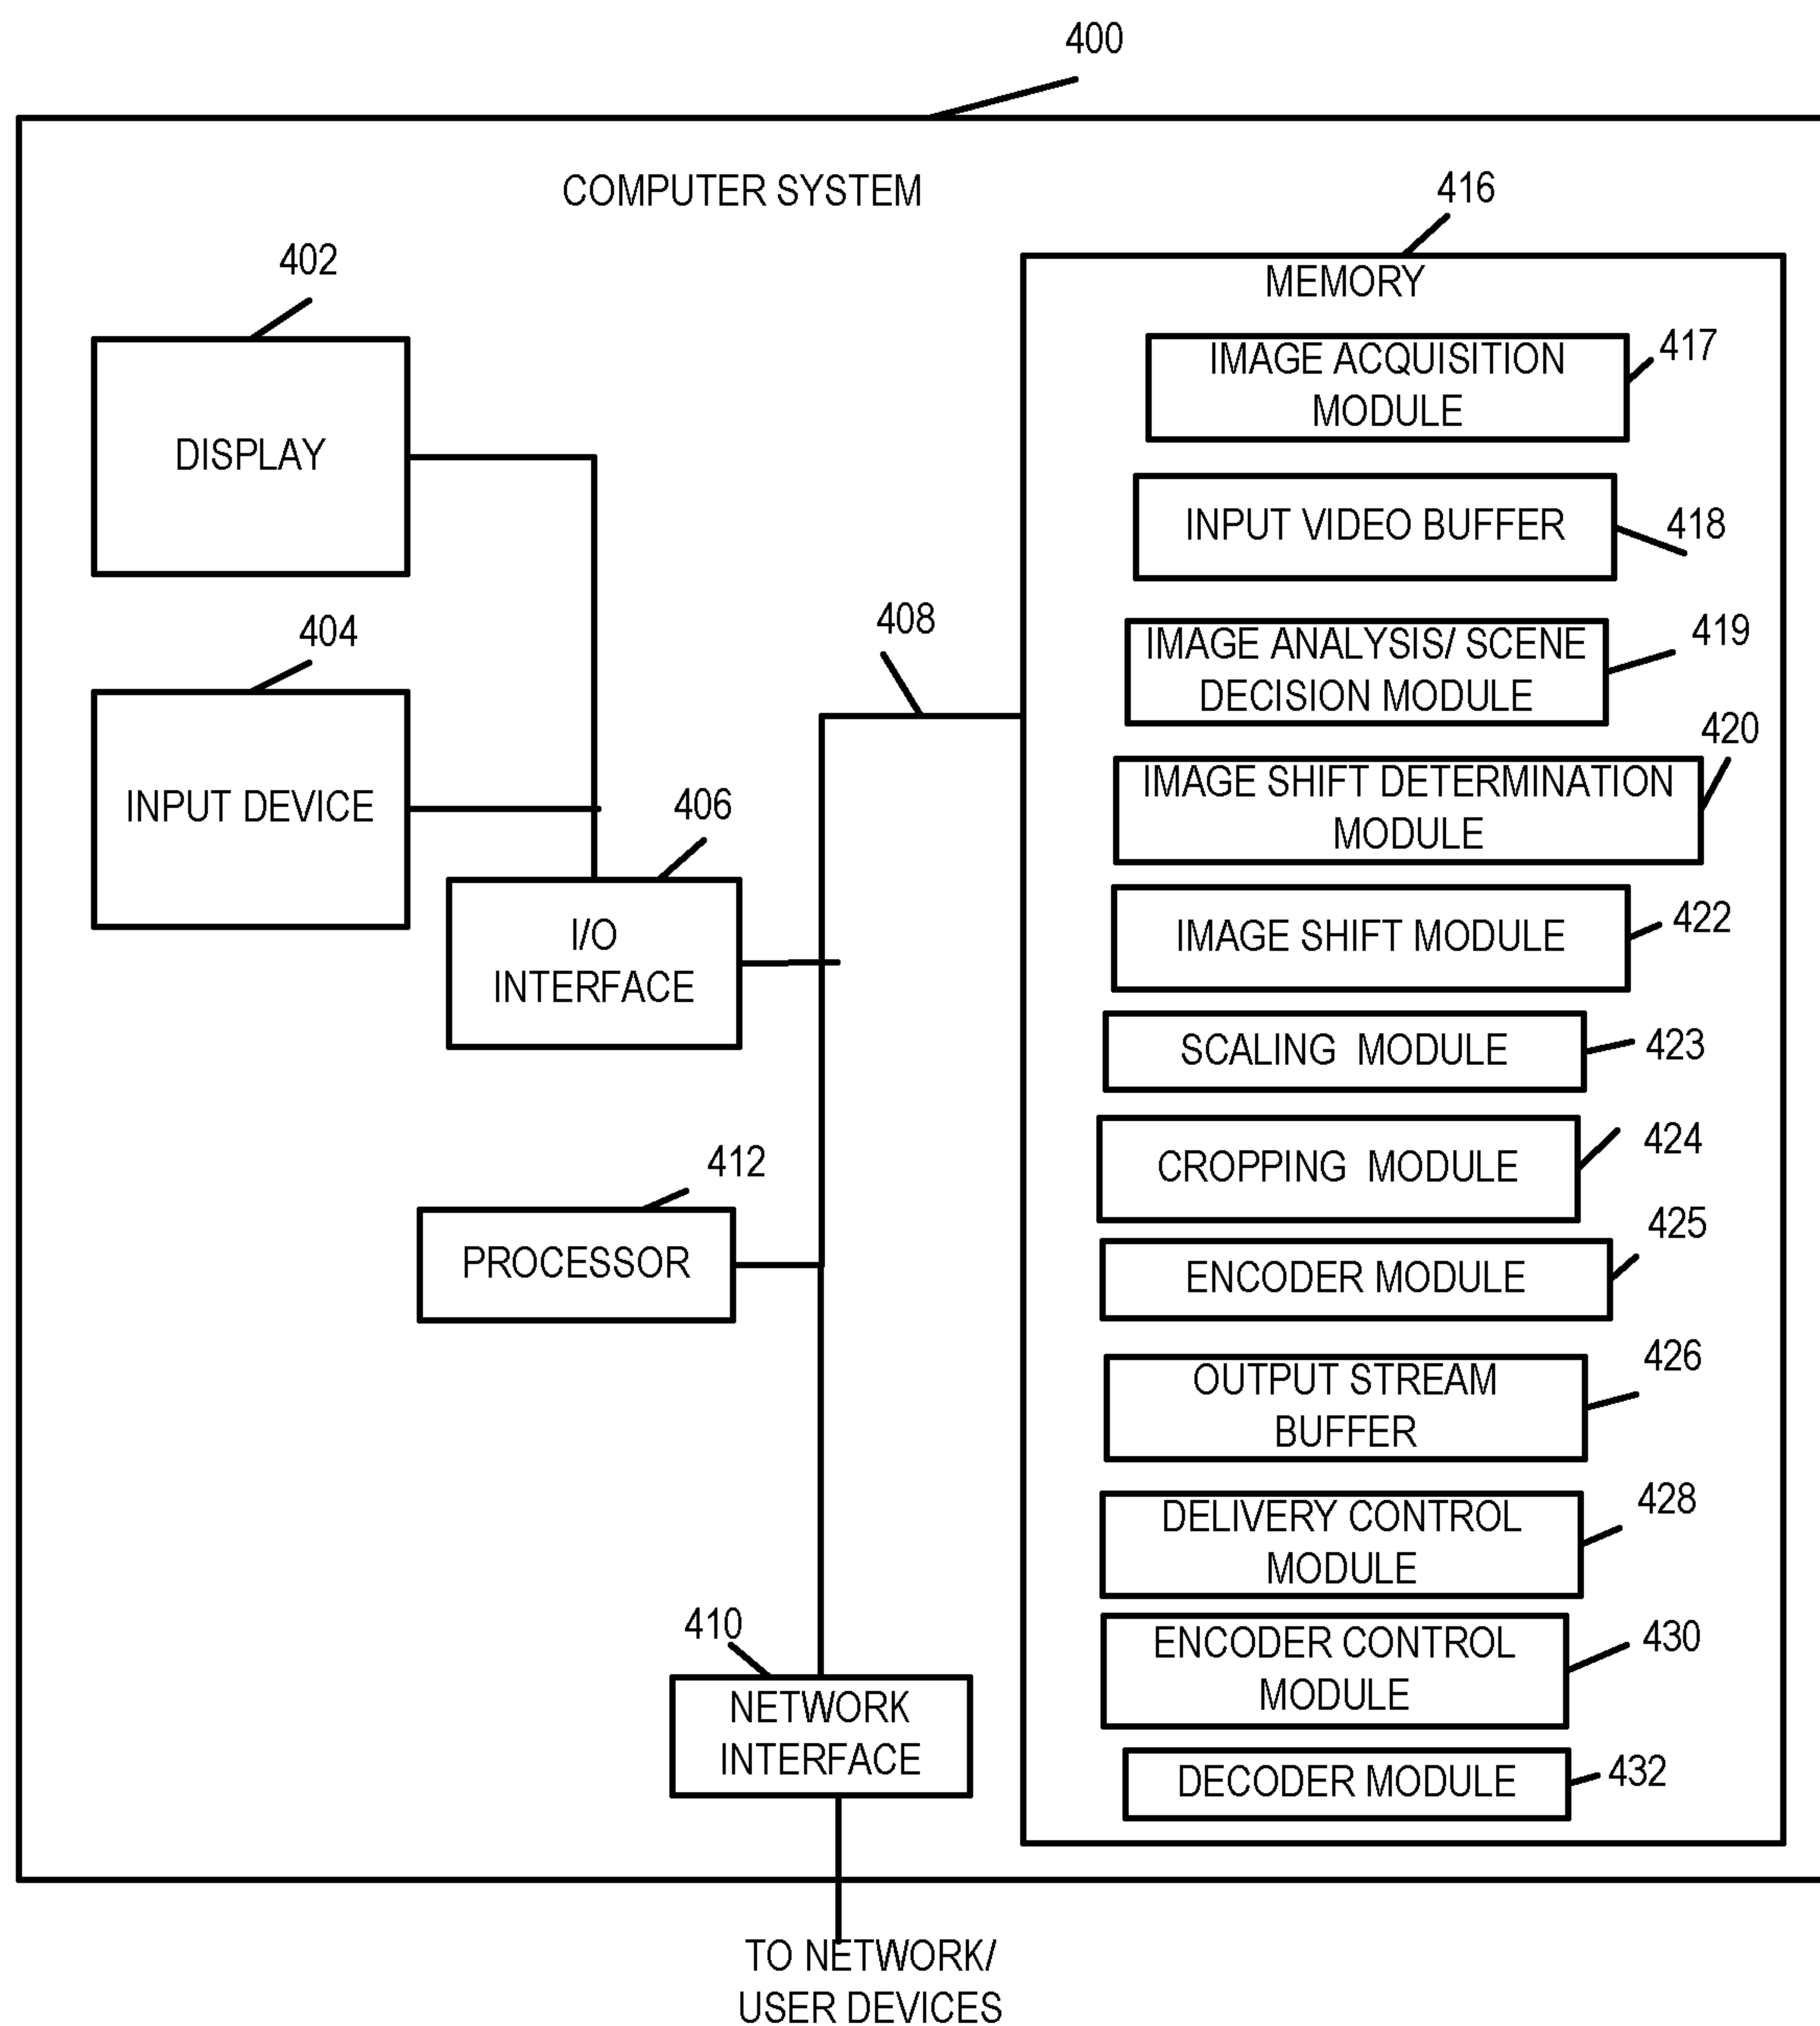 400
COMPUTER SYSTEM
416
MEMORY
402
DISPLAY
404
INPUT DEVICE
406
I/O
INTERFACE
408
412
PROCESSOR
410
NETWORK
INTERFACE
TO NETWORK/
USER DEVICES
IMAGE ACQUISITION
MODULE
417
INPUT VIDEO BUFFER
418
IMAGE ANALYSIS/ SCENE
DECISION MODULE
419
420
IMAGE SHIFT DETERMINATION
MODULE
IMAGE SHIFT MODULE
422
SCALING MODULE
423
CROPPING MODULE
424
425
ENCODER MODULE
426
OUTPUT STREAM
BUFFER
428
DELIVERY CONTROL
MODULE
ENCODER CONTROL
MODULE
430
DECODER MODULE
432